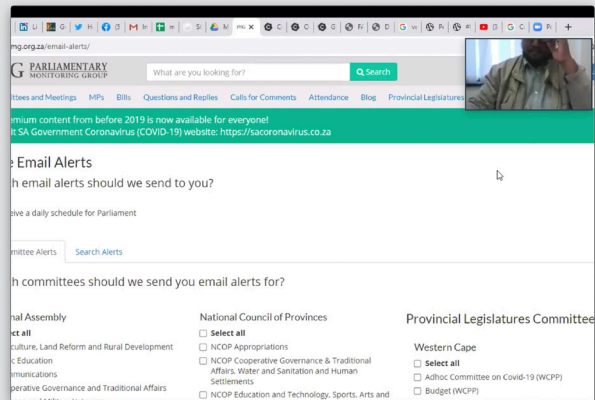 mg.org.za/email-alerts/
PARLIAMENTARY
MONITORING GROUP
What are you looking for?
Search
ttees and Meetings MPs Bills Questions and Replies Calls for Comments Attendance Blog Provincial Legislatures
emium content from before 2019 is now available for everyone!
it SA Government Coronavirus (COVID-19) website: https://sacoronavirus.co.za
e Email Alerts
h email alerts should we send to you?
eive a daily schedule for Parliament
mittee Alerts Search Alerts
h committees should we send you email alerts for?
nal Assembly National Council of Provinces Provincial Legislatures Committee
ect all Select all Western Cape
culture, Land Reform and Rural Development NCOP Appropriations Select all
c Education NCOP Cooperative Governance & Traditional Adhoc Committee on Covid-19 (WCPP)
munications Affairs, Water and Sanitation and Human Budget (WCPP)
perative Governance and Traditional Affairs Settlements
NCOP Education and Technology, Sports, Arts and